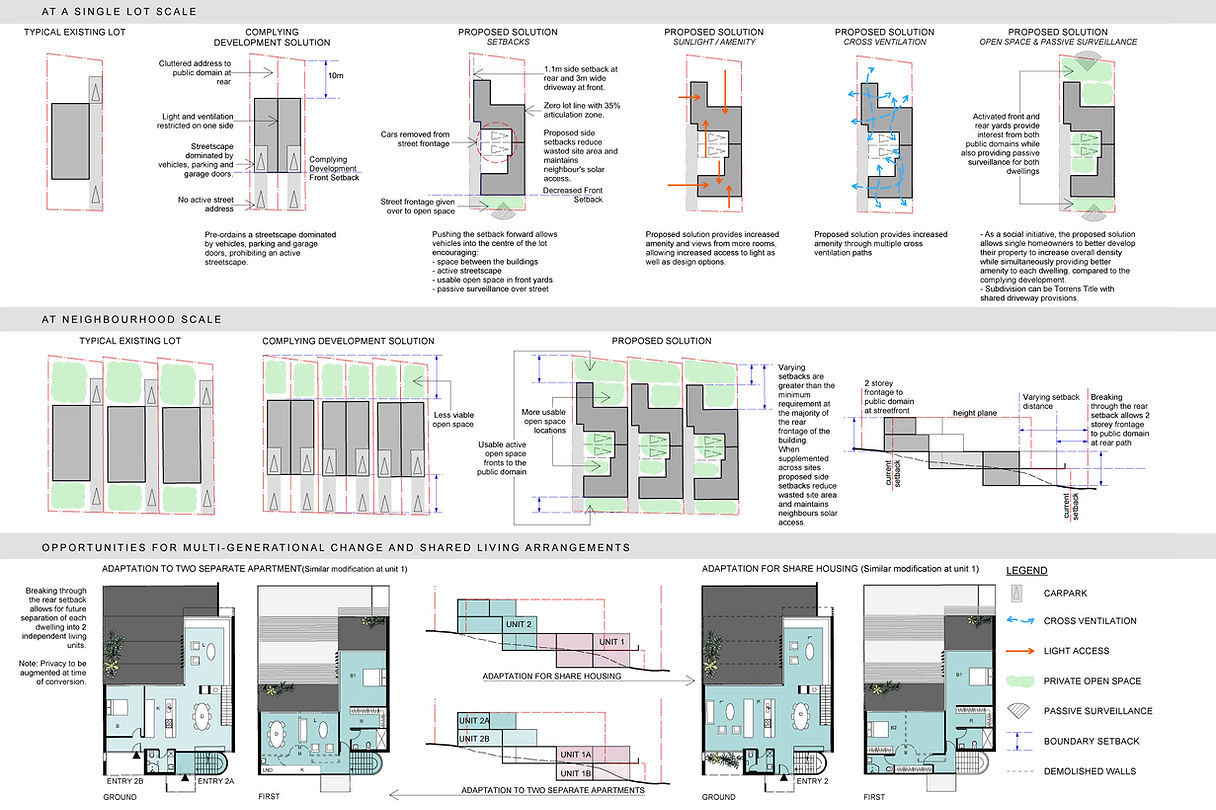 AT A SINGLE LOT SCALE
TYPICAL EXISTING LOT
COMPLYING
DEVELOPMENT SOLUTION
Cluttered address to
public domain at
rear
10m
Light and ventilation
restricted on one side
Streetscape
dominated by
vehicles, parking and
garage doors.
Complying
Development
Front Setback
No active street
address
Pre-ordains a streetscape dominated
by vehicles, parking and garage
doors, prohibiting an active
streetscape.
PROPOSED SOLUTION
SETBACKS
1.1m side setback at
rear and 3m wide
driveway at front.
Zero lot line with 35%
articulation zone.
Cars removed from
street frontage
Proposed side
setbacks reduce
wasted site area and
maintains
neighbour's solar
access.
Decreased Front
Setback
Street frontage given
over to open space
Pushing the setback forward allows
vehicles into the centre of the lot
encouraging:
- space between the buildings
- active streetscape
- usable open space in front yards
- passive surveillance over street
PROPOSED SOLUTION
SUNLIGHT / AMENITY
Proposed solution provides increased
amenity and views from more rooms,
allowing increased access to light as
well as design options.
PROPOSED SOLUTION
CROSS VENTILATION
Proposed solution provides increased
amenity through multiple cross
ventilation paths
PROPOSED SOLUTION
OPEN SPACE & PASSIVE SURVEILLANCE
Activated front and
rear yards provide
interest from both
public domains while
also providing passive
surveillance for both
dwellings
- As a social initiative, the proposed solution
allows single homeowners to better develop
their property to increase overall density
while simultaneously providing better
amenity to each dwelling, compared to the
complying development.
- Subdivision can be Torrens Title with
shared driveway provisions.
AT NEIGHBOURHOOD SCALE
TYPICAL EXISTING LOT
COMPLYING DEVELOPMENT SOLUTION
Less viable
open space
PROPOSED SOLUTION
More usable
open space
locations
Usable active
open space
fronts to the
public domain
Varying
setbacks are
greater than the
minimum
requirement at
the majority of
the rear
frontage of the
building.
When
supplemented
across sites
proposed side
setbacks reduce
wasted site area
and maintains
neighbours solar
access.
2 storey
frontage to
public domain
at streetfront
height plane
Varying setback
distance
Breaking
through the rear
setback allows 2
storey frontage
to public domain
at rear path
current
setback
current
setback
OPPORTUNITIES FOR MULTI-GENERATIONAL CHANGE AND SHARED LIVING ARRANGEMENTS
ADAPTATION TO TWO SEPARATE APARTMENT(Similar modification at unit 1)
Breaking through
the rear setback
allows for future
separation of each
dwelling into 2
independent living
units.
Note: Privacy to be
augmented at time
of conversion.
L
B
K
D
ENTRY 2B
ENTRY 2A
GROUND
B1
D
L
R
B
LND
K
FIRST
UNIT 2
UNIT 1
ADAPTATION FOR SHARE HOUSING
UNIT 2A
UNIT 2B
UNIT 1A
UNIT 1B
ADAPTATION TO TWO SEPARATE APARTMENTS
ADAPTATION FOR SHARE HOUSING (Similar modification at unit 1)
L
L
K
D
ENTRY 2
GROUND
B1
B2
R
B
FIRST
LEGEND
CARPARK
CROSS VENTILATION
LIGHT ACCESS
PRIVATE OPEN SPACE
PASSIVE SURVEILLANCE
BOUNDARY SETBACK
DEMOLISHED WALLS